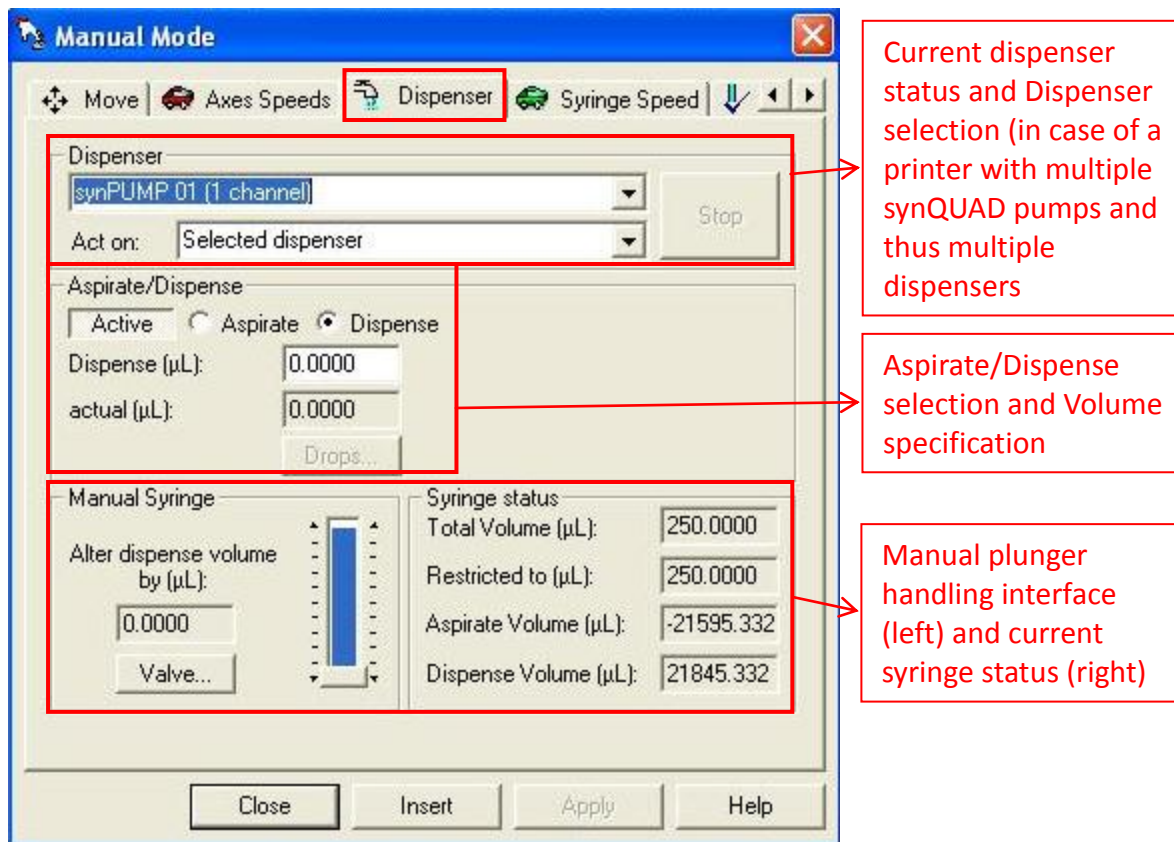 Manual Mode
Move
Axes Speeds
Dispenser
Syringe Speed
Dispenser
synPUMP 01 (1 channel)
Act on:
Selected dispenser
Stop
Aspirate/Dispense
Active
Aspirate
Dispense
Dispense (µL):
0.0000
actual (µL):
0.0000
Drops...
Manual Syringe
Alter dispense volume
by (µL):
0.0000
Valve...
Syringe status
Total Volume (µL):
250.0000
Restricted to (µL):
250.0000
Aspirate Volume (µL):
-21595.332
Dispense Volume (µL):
21845.332
Close
Insert
Apply
Help
Current dispenser
status and Dispenser
selection (in case of a
printer with multiple
synQUAD pumps and
thus multiple
dispensers
Aspirate/Dispense
selection and Volume
specification
Manual plunger
handling interface
(left) and current
syringe status (right)